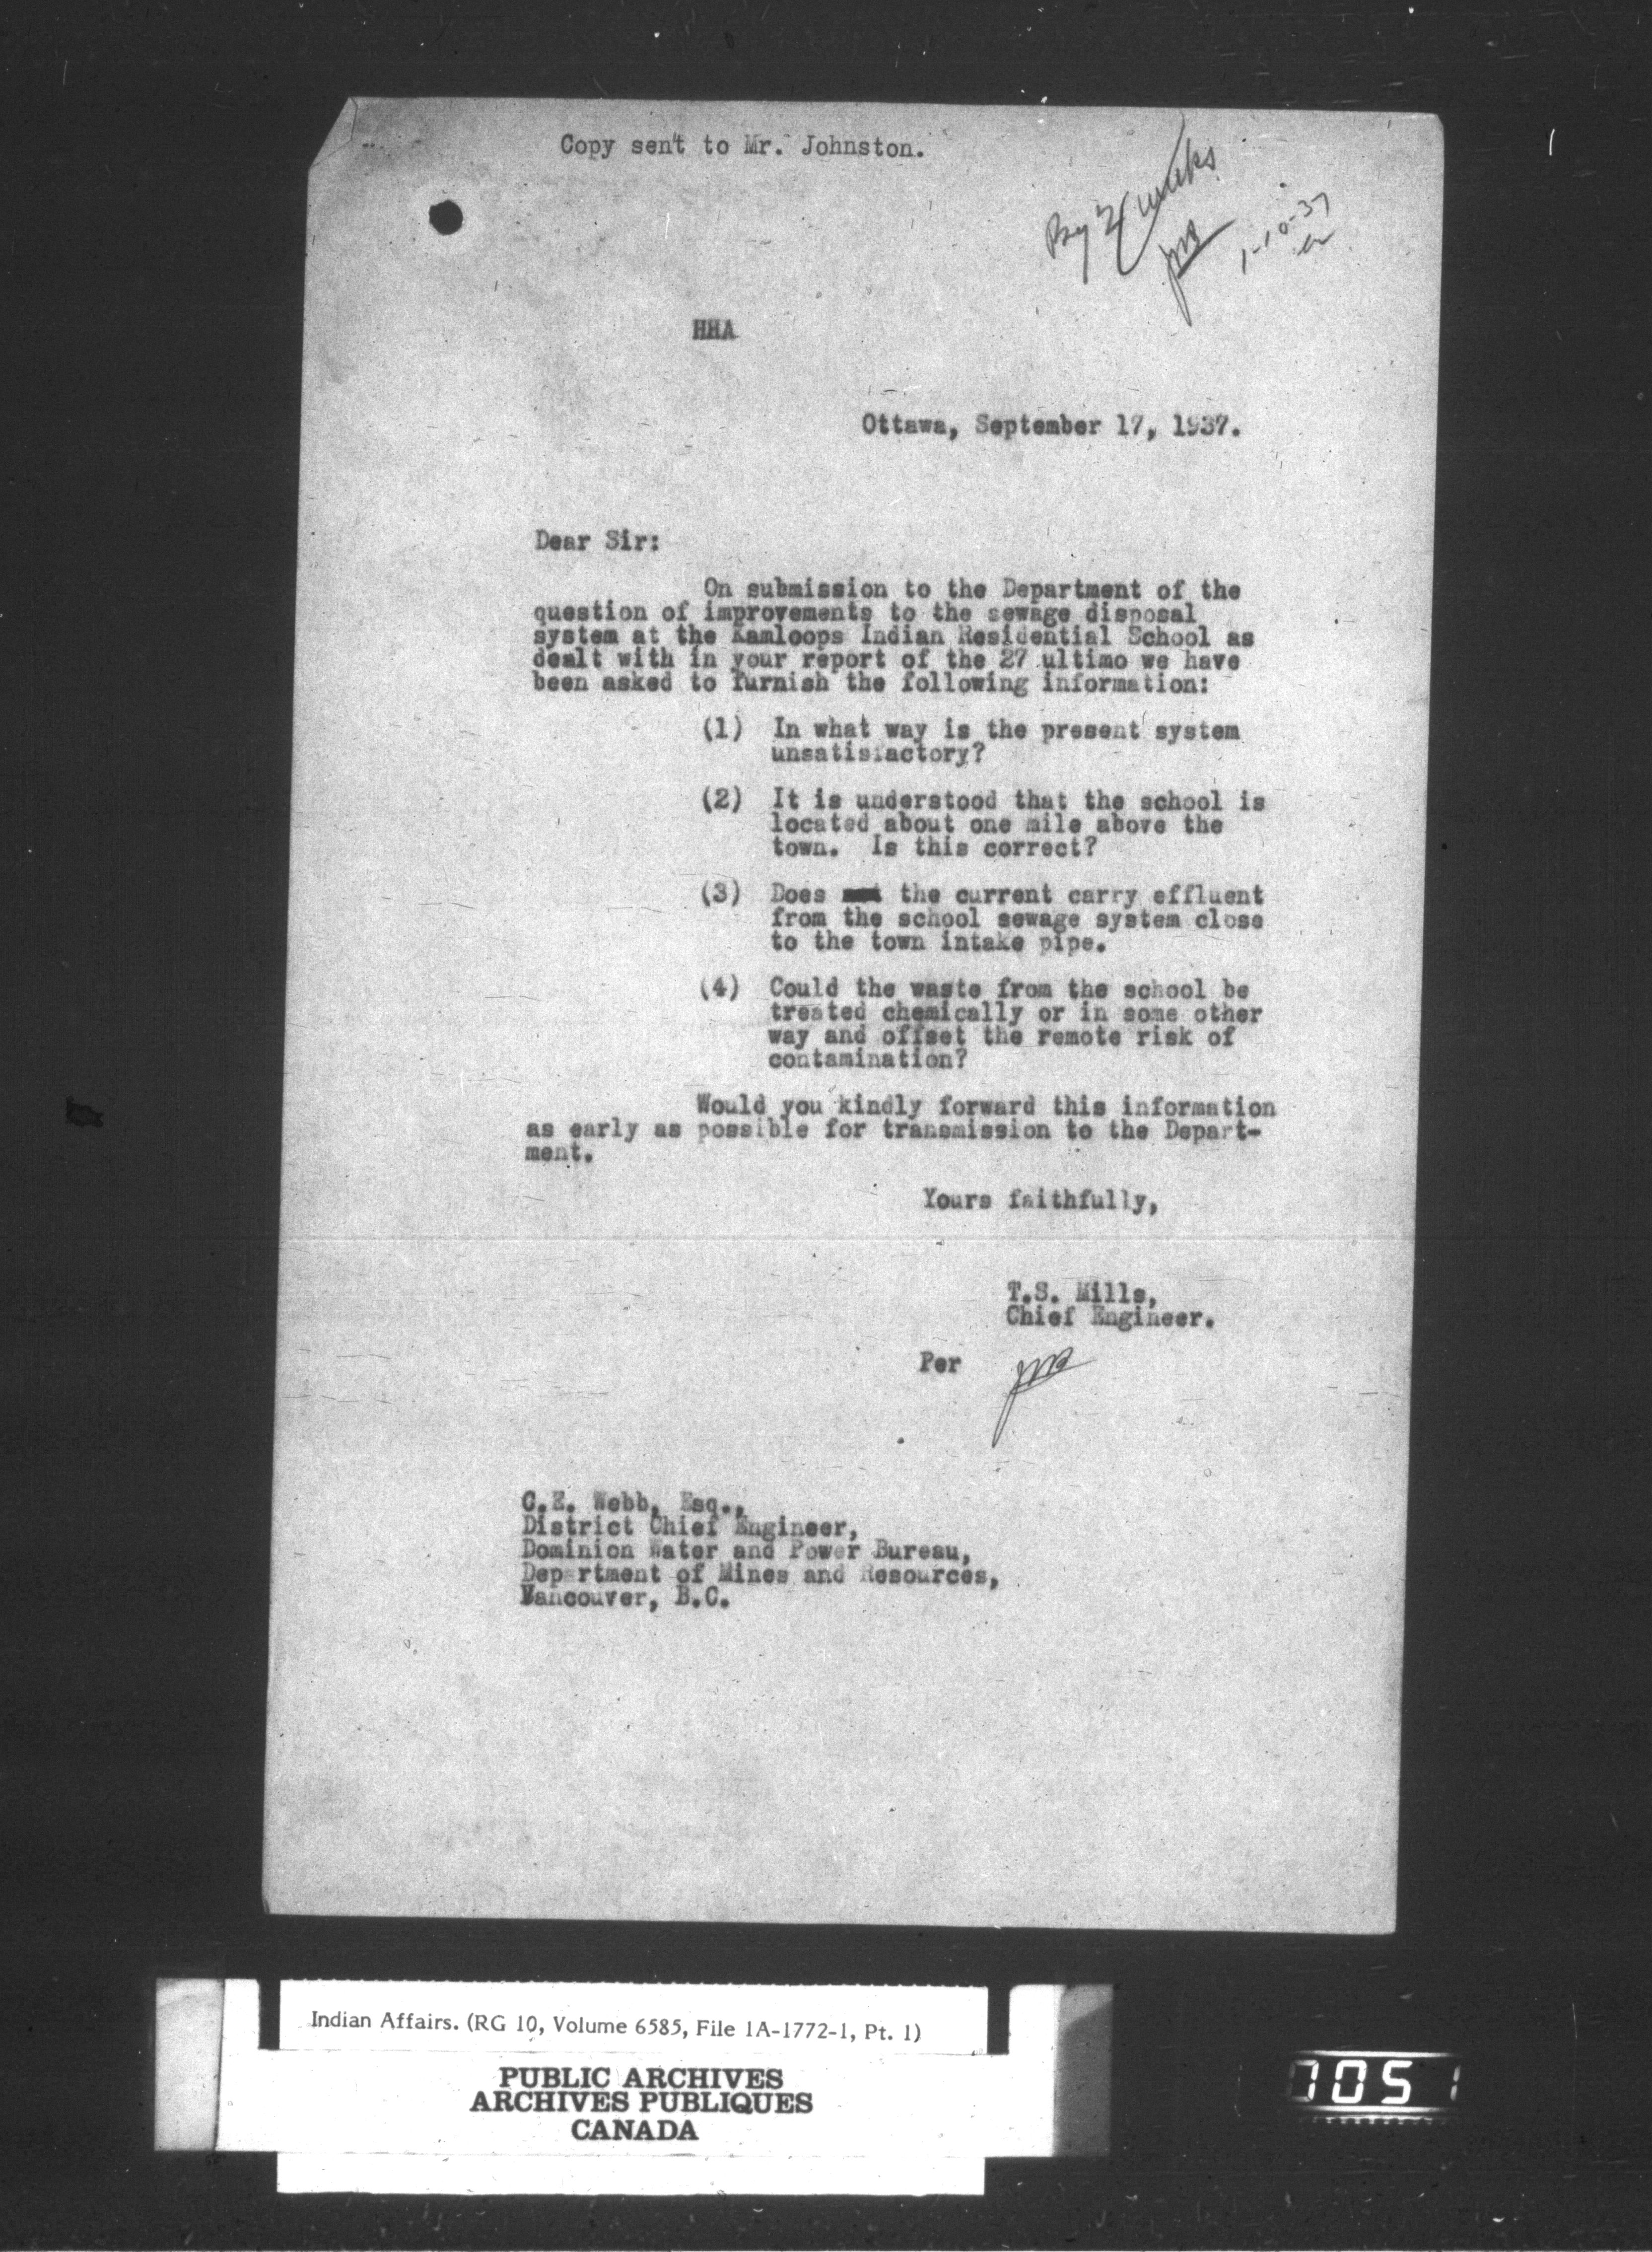 Copy sent to Mr. Johnston.
By 2 weeks
1-10-37
HHA
Ottawa, September 17, 1937.
Dear Sir:
On submission to the Department of the
question of improvements to the sewage disposal
system at the Kamloops Indian Residential School as
dealt with in your report of the 27 ultimo we have
been asked to furnish the following information:
(1) In what way is the present system
unsatisfactory?
(2) It is understood that the school is
located about one mile above the
town. Is this correct?
(3) Does the current carry effluent
from the school sewage system close
to the town intake pipe.
(4) Could the waste from the school be
treated chemically or in some other
way and offset the remote risk of
contamination?
Would you kindly forward this information
as early as possible for transmission to the Depart-
ment.
Yours faithfully,
T.S. Mills,
Chief Engineer.
Per
C.E. Webb, Esq.,
District Chief Engineer,
Dominion Water and Power Bureau,
Department of Mines and Resources,
Vancouver, B.C.
Indian Affairs. (RG 10, Volume 6585, File 1A-1772-1, Pt. 1)
PUBLIC ARCHIVES
ARCHIVES PUBLIQUES
CANADA